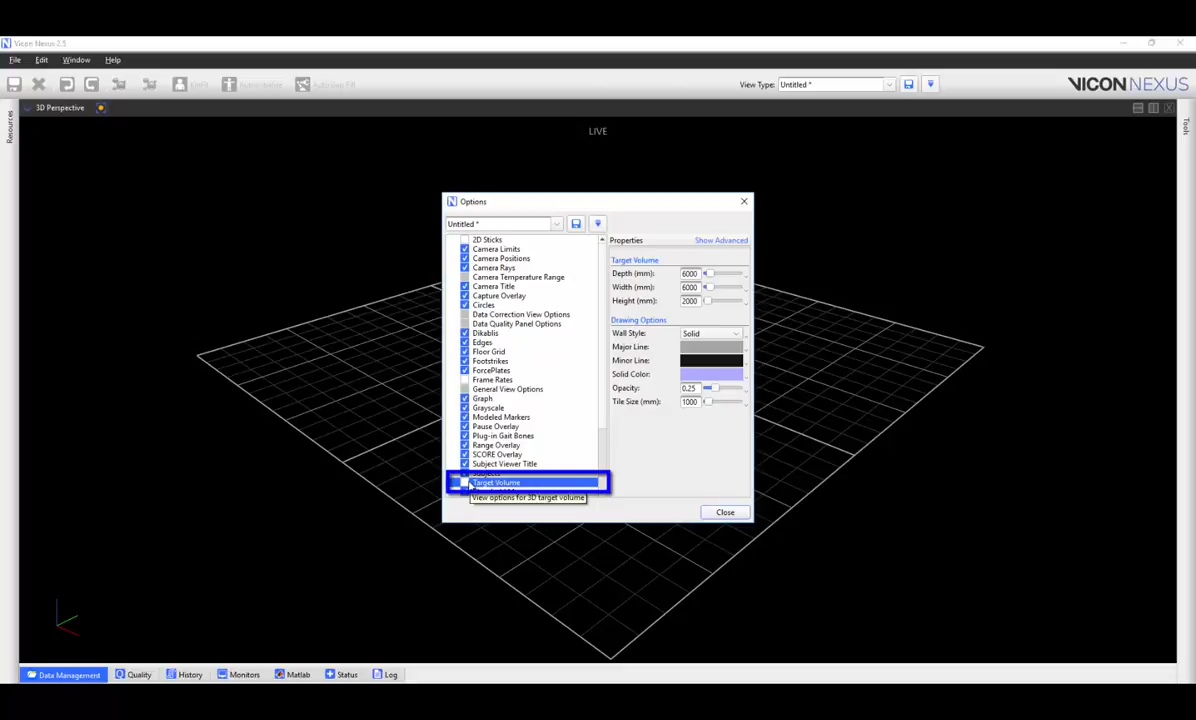 Vicon Nexus 2.5
File Edit Window Help
View Type: Untitled *
VICON NEXUS
Resources
3D Perspective
Tools
LIVE
Options
Untitled *
2D Sticks
Camera Limits
Camera Positions
Camera Rays
Camera Temperature Range
Camera Title
Capture Overlay
Circles
Data Correction View Options
Data Quality Panel Options
Dikablis
Edges
Floor Grid
Footstrikes
ForcePlates
Frame Rates
General View Options
Graph
Grayscale
Modeled Markers
Pause Overlay
Plug-in Gait Bones
Range Overlay
SCORE Overlay
Subject Viewer Title
Subjects
Target Volume
View options for 3D target volume
Properties Show Advanced
Target Volume
Depth (mm): 6000
Width (mm): 6000
Height (mm): 2000
Drawing Options
Wall Style: Solid
Major Line:
Minor Line:
Solid Color:
Opacity: 0.25
Tile Size (mm): 1000
Close
Data Management Quality History Monitors Matlab Status Log